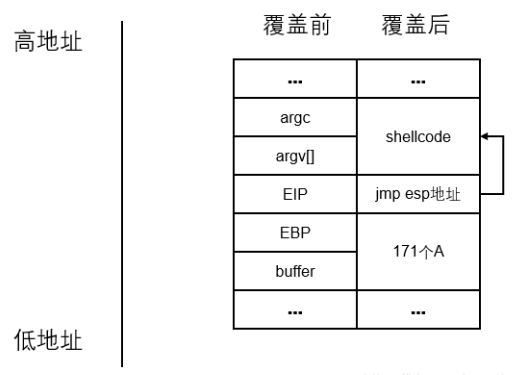 覆盖前 覆盖后
高地址
... ...
argc
shellcode
argv[]
EIP jmp esp地址
EBP
171个A
buffer
... ...
低地址